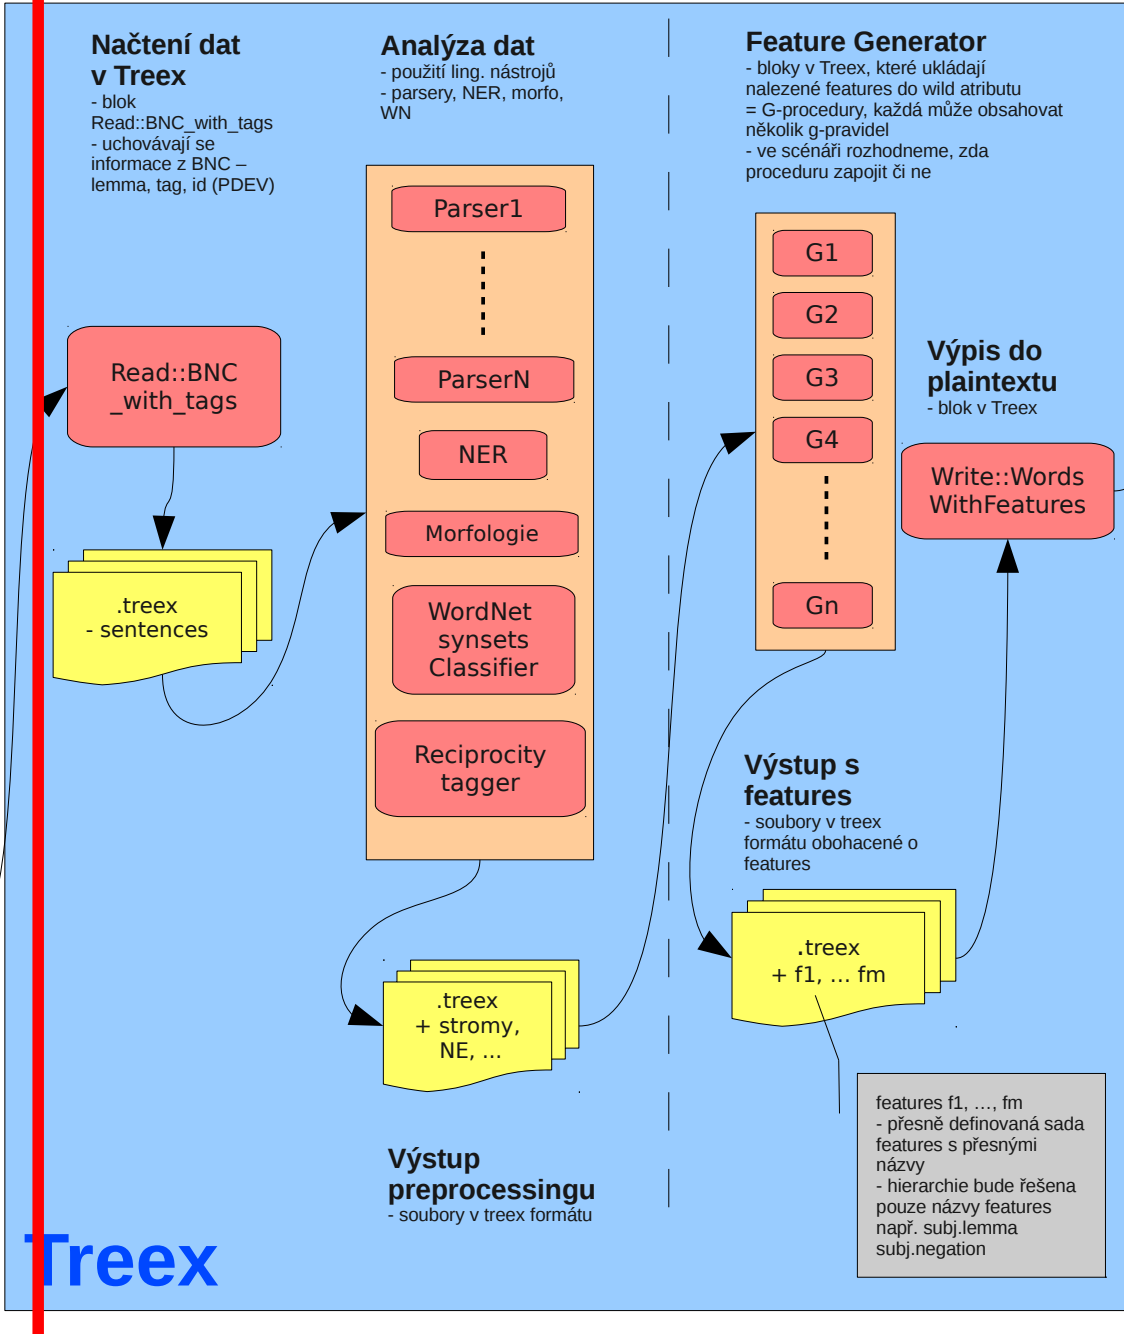 Načtení dat
v Treex
- blok
Read::BNC_with_tags
- uchovávají se
informace z BNC –
lemma, tag, id (PDEV)
Read::BNC
_with_tags
.treex
- sentences
Analýza dat
- použití ling. nástrojů
- parsery, NER, morfo,
WN
Parser1
ParserN
NER
Morfologie
WordNet
synsets
Classifier
Reciprocity
tagger
.treex
+ stromy,
NE, ...
Výstup
preprocessingu
- soubory v treex formátu
Feature Generator
- bloky v Treex, které ukládají
nalezené features do wild atributu
= G-procedury, každá může obsahovat
několik g-pravidel
- ve scénáři rozhodneme, zda
proceduru zapojit či ne
G1
G2
G3
G4
Gn
Výpis do
plaintextu
- blok v Treex
Write::Words
WithFeatures
Výstup s
features
- soubory v treex
formátu obohacené o
features
.treex
+ f1, ... fm
features f1, …, fm
- přesně definovaná sada
features s přesnými
názvy
- hierarchie bude řešena
pouze názvy features
např. subj.lemma
subj.negation
Treex